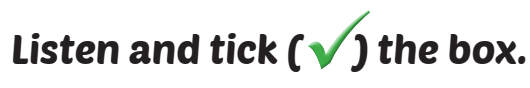 Listen and tick (✓) the box.